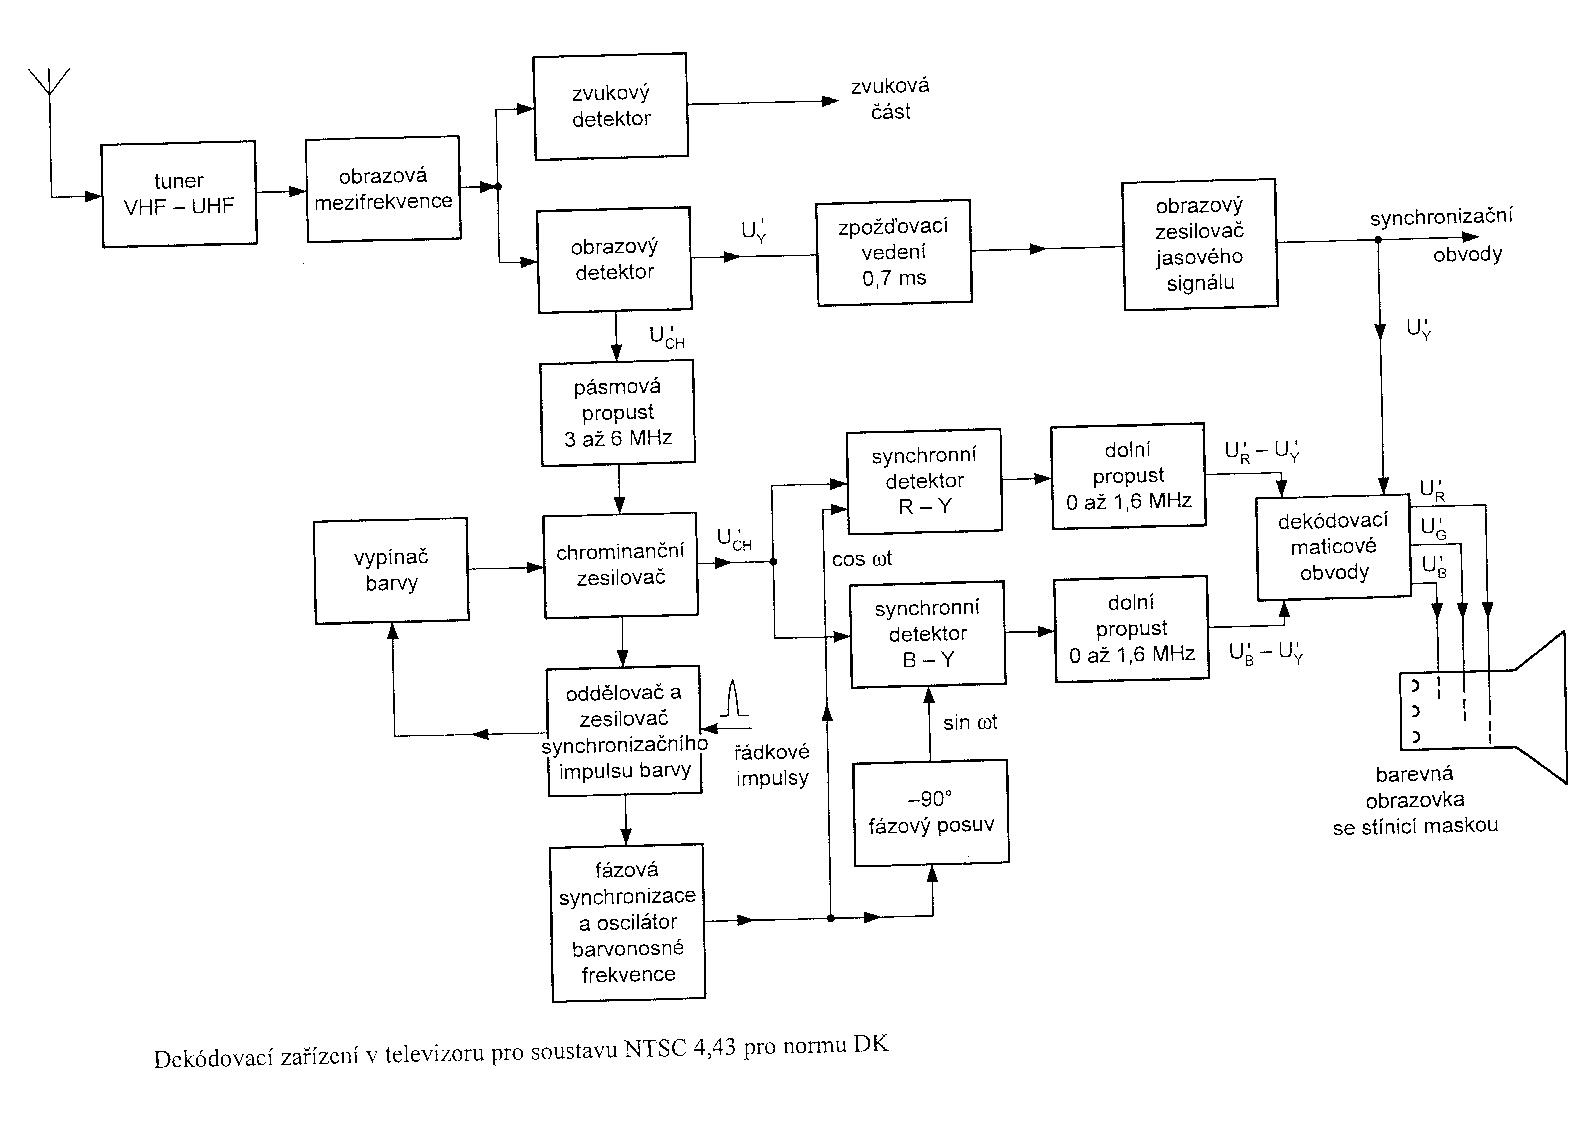 zvukový
detektor
zvuková
část
tuner
VHF – UHF
obrazová
mezifrekvence
obrazový
detektor
U'Y
zpožďovací
vedení
0,7 ms
obrazový
zesilovač
jasového
signálu
synchronizační
obvody
U'CH
U'Y
pásmová
propust
3 až 6 MHz
synchronní
detektor
R – Y
dolní
propust
0 až 1,6 MHz
U'R – U'Y
vypínač
barvy
chrominanční
zesilovač
U'CH
cos ωt
dekódovací
maticové
obvody
U'R
U'G
U'B
synchronní
detektor
B – Y
dolní
propust
0 až 1,6 MHz
U'B – U'Y
oddělovač a
zesilovač
synchronizačního
impulsu barvy
řádkové
impulsy
sin ωt
–90°
fázový posuv
barevná
obrazovka
se stínicí maskou
fázová
synchronizace
a oscilátor
barvonosné
frekvence
Dekódovací zařízení v televizoru pro soustavu NTSC 4,43 pro normu DK